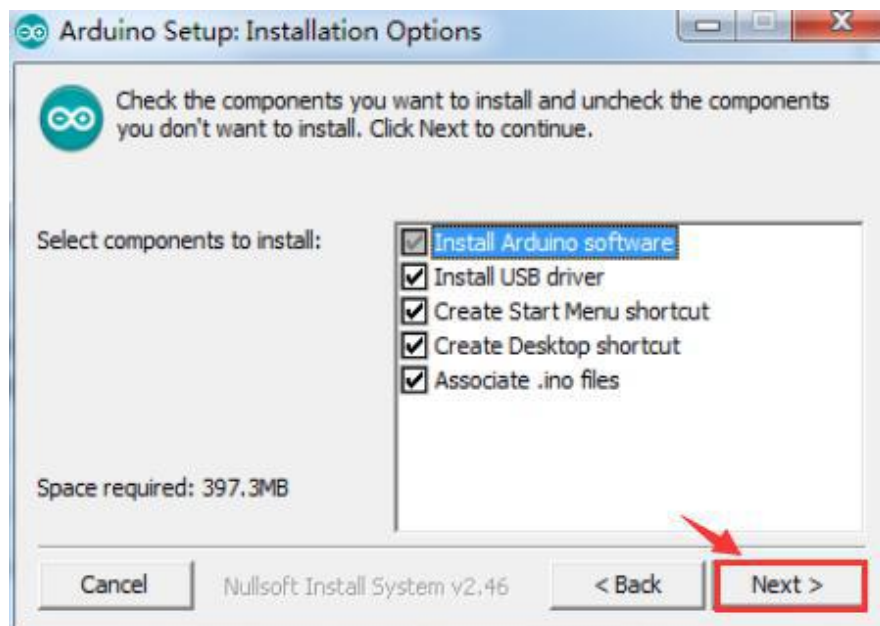 Arduino Setup: Installation Options
Check the components you want to install and uncheck the components
you don't want to install. Click Next to continue.
Select components to install:
Install Arduino software
Install USB driver
Create Start Menu shortcut
Create Desktop shortcut
Associate .ino files
Space required: 397.3MB
Cancel
Nullsoft Install System v2.46
< Back
Next >